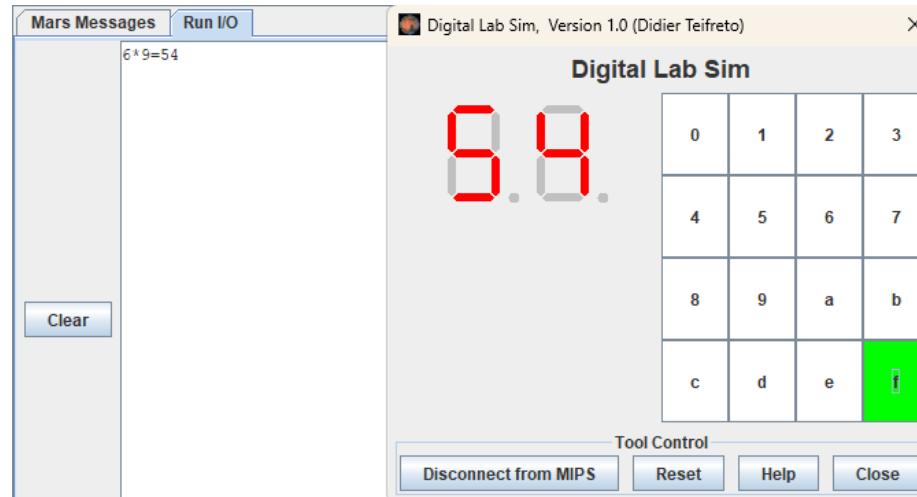 Mars Messages Run I/O
6*9=54
Clear
Digital Lab Sim, Version 1.0 (Didier Teifreto)
Digital Lab Sim
54
0 1 2 3
4 5 6 7
8 9 a b
c d e f
Tool Control
Disconnect from MIPS Reset Help Close